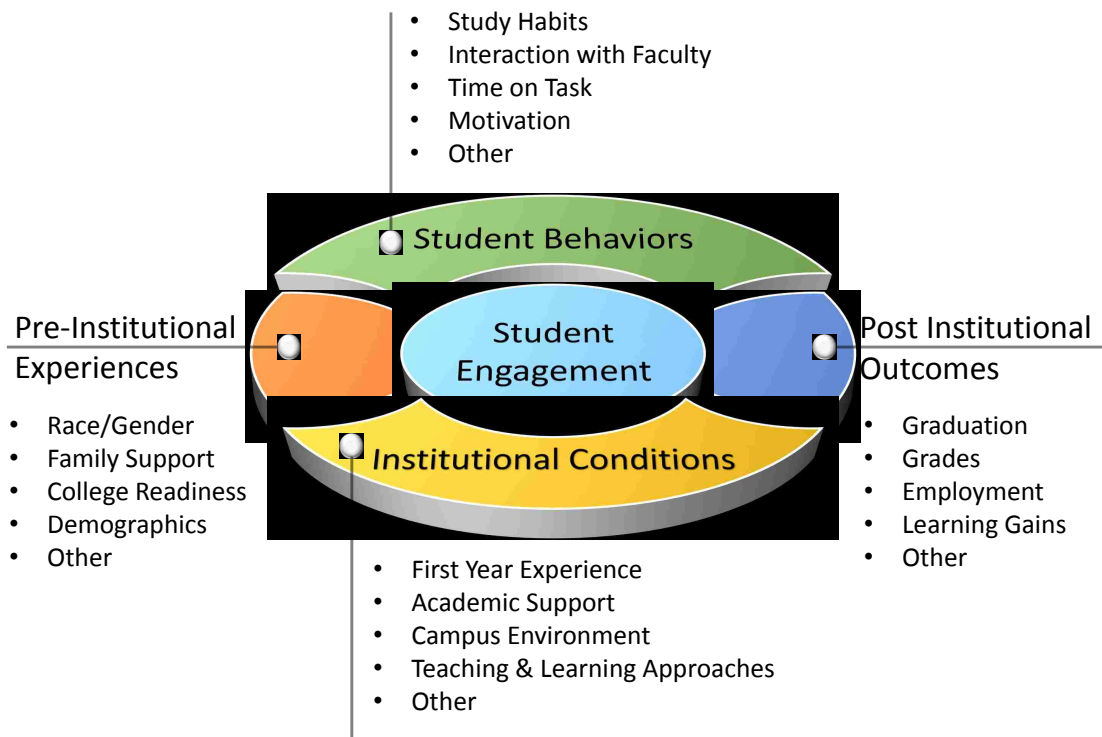 • Study Habits
• Interaction with Faculty
• Time on Task
• Motivation
• Other
Student Behaviors
Pre-Institutional
Experiences
• Race/Gender
• Family Support
• College Readiness
• Demographics
• Other
Student
Engagement
Post Institutional
Outcomes
• Graduation
• Grades
• Employment
• Learning Gains
• Other
Institutional Conditions
• First Year Experience
• Academic Support
• Campus Environment
• Teaching & Learning Approaches
• Other